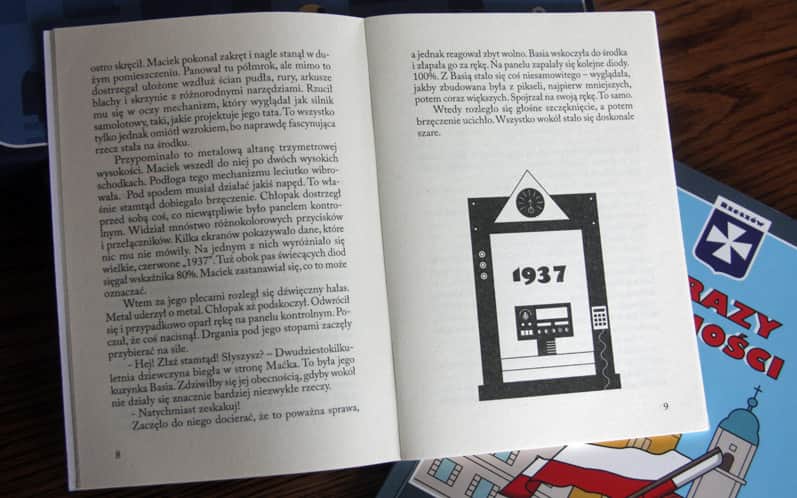 ostro skręcił. Maciek pokonał zakręt i nagle stanął w du-
żym pomieszczeniu. Panował tu półmrok, ale mimo to
dostrzegał ułożone wzdłuż ścian pudła, rury, arkusze
blachy i skrzynie z różnorodnymi narzędziami. Rzucił
mu się w oczy mechanizm, który wyglądał jak silnik
samolotowy, taki, jakie projektuje jego tata. To wszystko
tylko jednak omiótł wzrokiem, bo naprawdę fascynująca
rzecz stała na środku.
Przypominało to metalową altanę trzymetrowej
wysokości. Maciek wszedł do niej po dwóch wysokich
schodkach. Podłoga tego mechanizmu leciutko wibro-
wała. Pod spodem musiał działać jakiś napęd. To wła-
śnie stamtąd dobiegało brzęczenie. Chłopak dostrzegł
przed sobą coś, co niewątpliwie było panelem kontrol-
nym. Widział mnóstwo różnokolorowych przycisków
i przełączników. Kilka ekranów pokazywało dane, które
nic mu nie mówiły. Na jednym z nich wyróżniało się
wielkie, czerwone „1937”. Tuż obok pas świecących diod
sięgał wskaźnika 80%. Maciek zastanawiał się, co to może
oznaczać.
Wtem za jego plecami rozległ się dźwięczny hałas.
Metal uderzył o metal. Chłopak aż podskoczył. Odwrócił
się i przypadkowo oparł rękę na panelu kontrolnym. Po-
czuł, że coś nacisnął. Drgania pod jego stopami zaczęły
przybierać na sile.
- Hej! Złaź stamtąd! Słyszysz? – Dwudziestokilku-
letnia dziewczyna biegła w stronę Maćka. To była jego
kuzynka Basia. Zdziwiłby się jej obecnością, gdyby wokół
nie działy się znacznie bardziej niezwykłe rzeczy.
- Natychmiast zeskakuj!
Zaczęło do niego docierać, że to poważna sprawa,
8
a jednak reagował zbyt wolno. Basia wskoczyła do środka
i złapała go za rękę. Na panelu zapalały się kolejne diody.
100%. Z Basią stało się coś niesamowitego – wyglądała,
jakby zbudowana była z pikseli, najpierw mniejszych,
potem coraz większych. Spojrzał na swoją rękę. To samo.
Wtedy rozległo się głośne szczęknięcie, a potem
brzęczenie ucichło. Wszystko wokół stało się doskonale
szare.
1937
9
Rzeszów